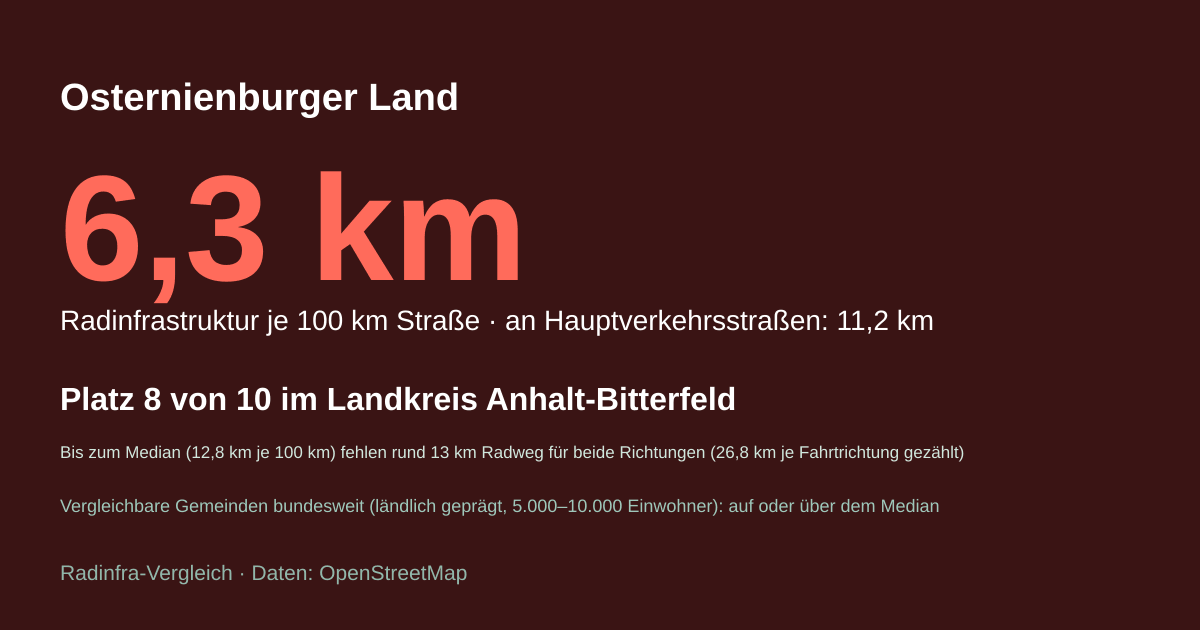 Osternienburger Land
6,3 km
Radinfrastruktur je 100 km Straße · an Hauptverkehrsstraßen: 11,2 km
Platz 8 von 10 im Landkreis Anhalt-Bitterfeld
Bis zum Median (12,8 km je 100 km) fehlen rund 13 km Radweg für beide Richtungen (26,8 km je Fahrtrichtung gezählt)
Vergleichbare Gemeinden bundesweit (ländlich geprägt, 5.000–10.000 Einwohner): auf oder über dem Median
Radinfra-Vergleich · Daten: OpenStreetMap